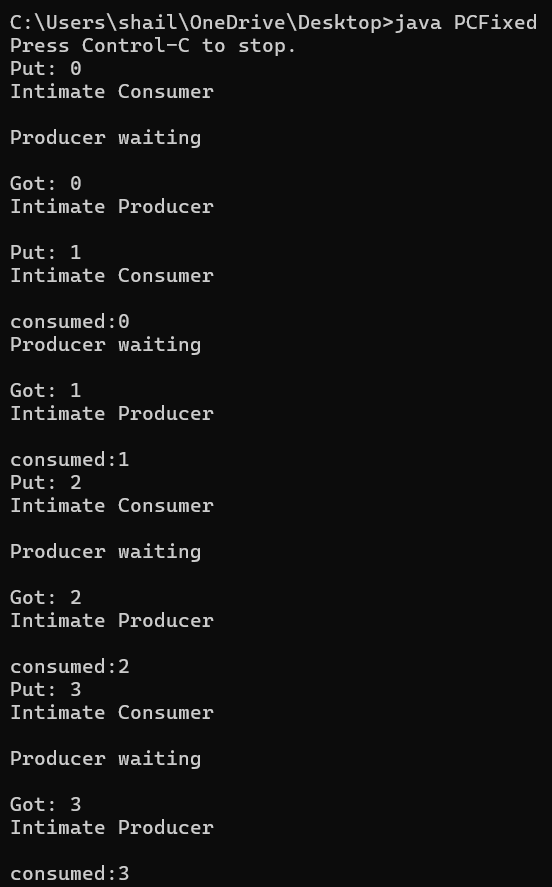 C:\Users\shail\OneDrive\Desktop>java PCFixed
Press Control-C to stop.
Put: 0
Intimate Consumer
Producer waiting
Got: 0
Intimate Producer
Put: 1
Intimate Consumer
consumed:0
Producer waiting
Got: 1
Intimate Producer
consumed:1
Put: 2
Intimate Consumer
Producer waiting
Got: 2
Intimate Producer
consumed:2
Put: 3
Intimate Consumer
Producer waiting
Got: 3
Intimate Producer
consumed:3